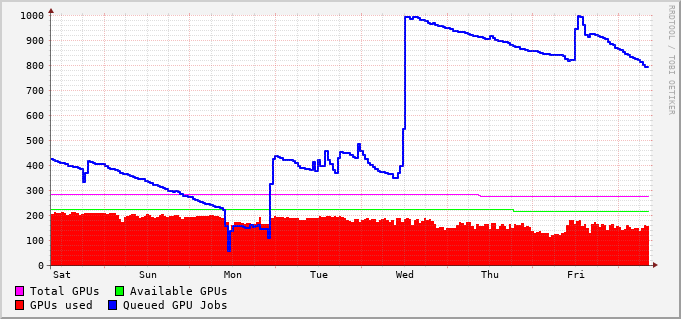 1000
900
800
700
600
500
400
300
200
100
0
Sat Sun Mon Tue Wed Thu Fri
Total GPUs Available GPUs
GPUs used Queued GPU Jobs
RRDTOOL / TOBI OETIKER